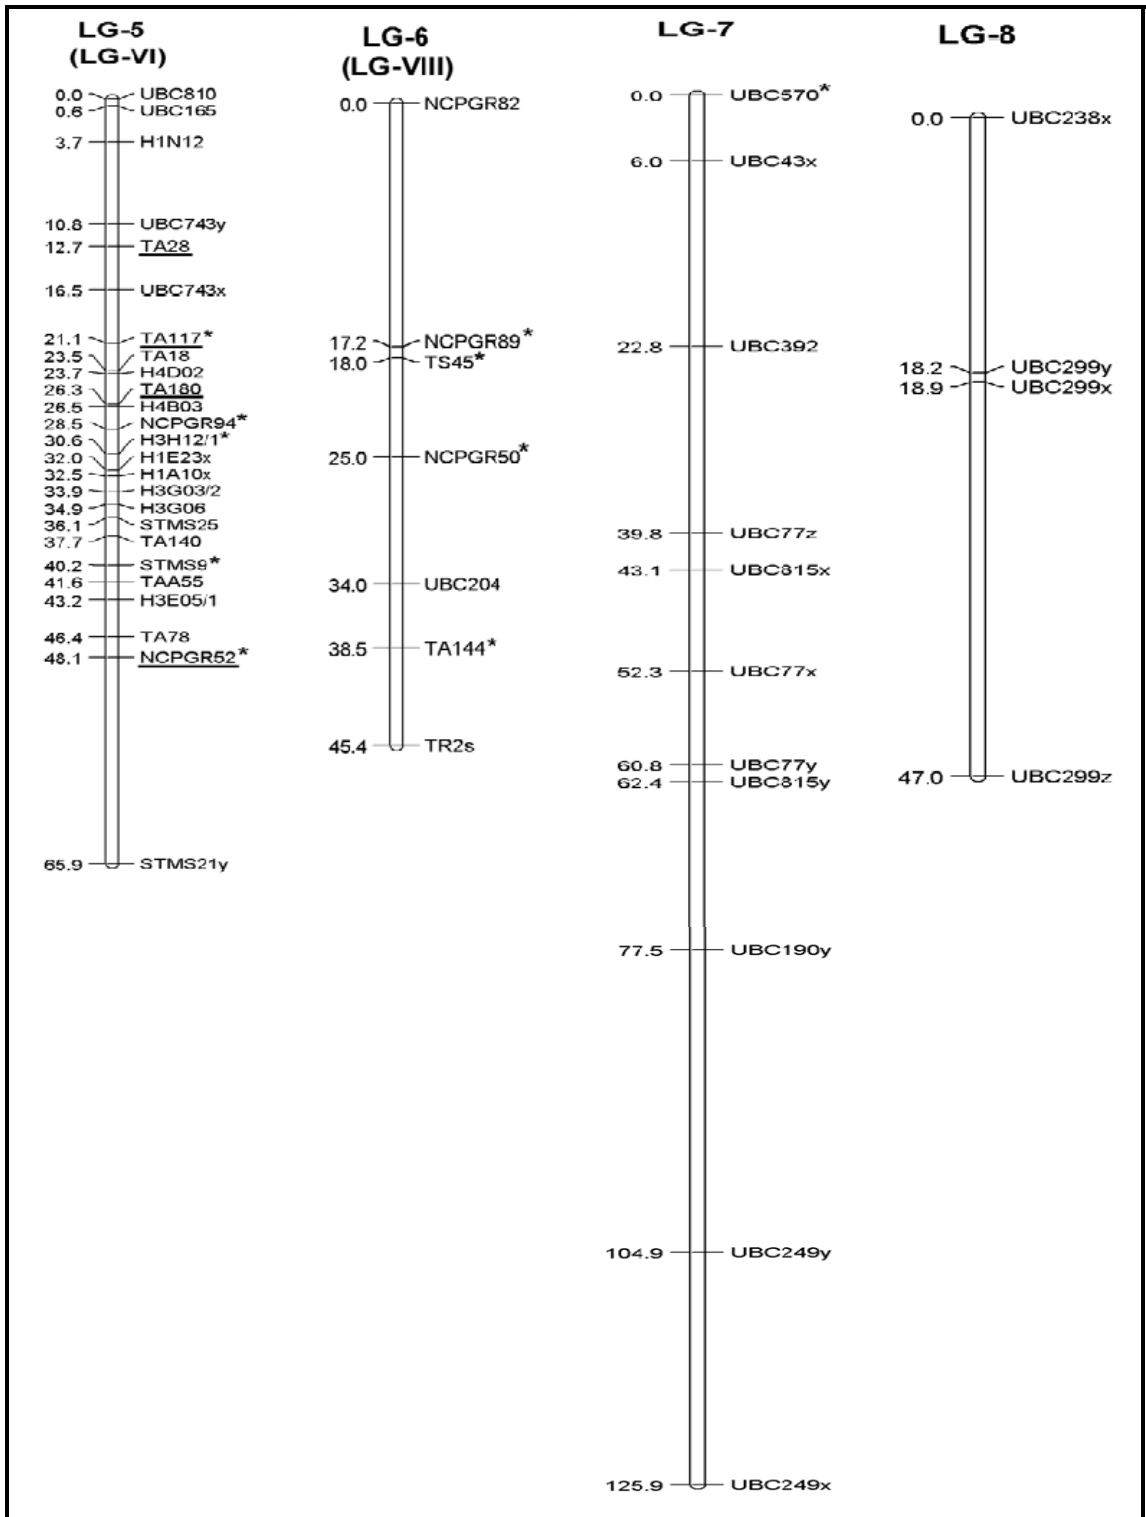 LG-5
(LG-VI)
0.0 UBC810
0.6 UBC165
3.7 H1N12
10.8 UBC743y
12.7 TA28
16.5 UBC743x
21.1 TA117*
23.5 TA18
23.7 H4D02
26.3 TA180
26.5 H4B03
28.5 NCPGR94*
30.6 H3H12/1*
32.0 H1E23x
32.5 H1A10x
33.9 H3G03/2
34.9 H3G06
36.1 STMS25
37.7 TA140
40.2 STMS9*
41.6 TAA55
43.2 H3E05/1
46.4 TA78
48.1 NCPGR52*
65.9 STMS21y
LG-6
(LG-VIII)
0.0 NCPGR82
17.2 NCPGR89*
18.0 TS45*
25.0 NCPGR50*
34.0 UBC204
38.5 TA144*
45.4 TR2s
LG-7
0.0 UBC570*
6.0 UBC43x
22.8 UBC392
39.8 UBC77z
43.1 UBC815x
52.3 UBC77x
60.8 UBC77y
62.4 UBC815y
77.5 UBC190y
104.9 UBC249y
125.9 UBC249x
LG-8
0.0 UBC238x
18.2 UBC299y
18.9 UBC299x
47.0 UBC299z